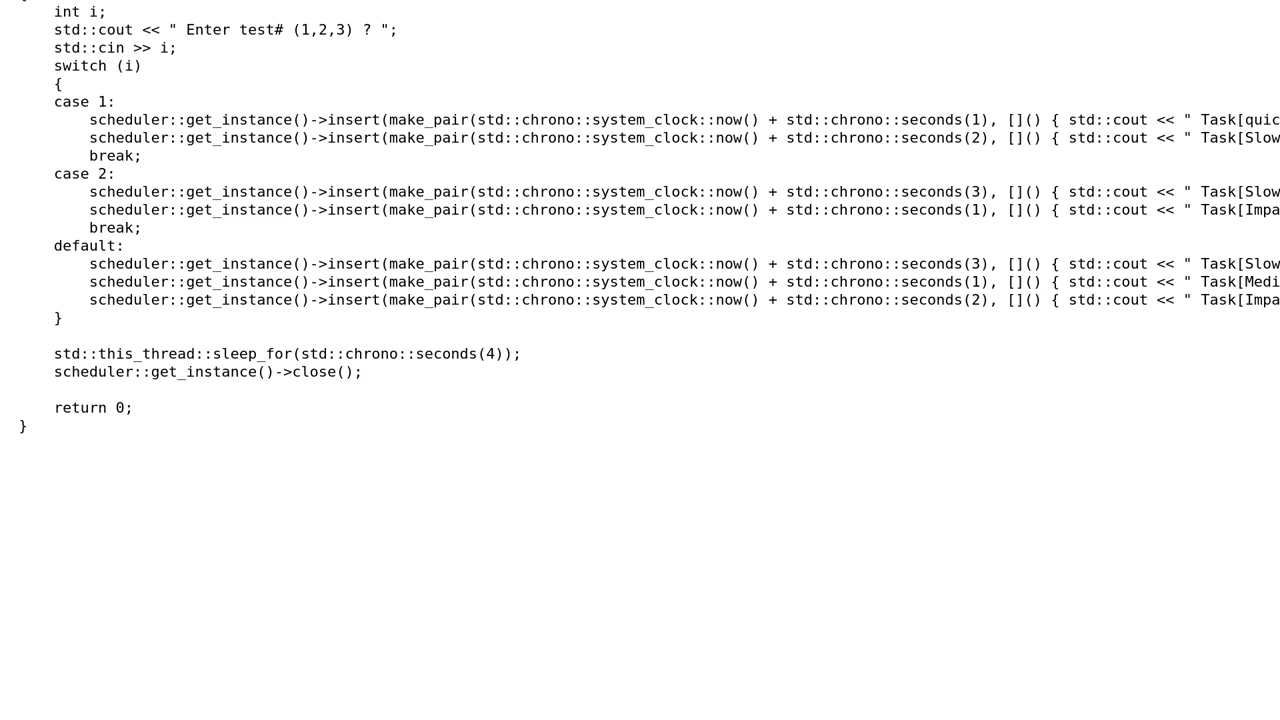 int i;
std::cout << " Enter test# (1,2,3) ? ";
std::cin >> i;
switch (i)
{
case 1:
scheduler::get_instance()->insert(make_pair(std::chrono::system_clock::now() + std::chrono::seconds(1), []() { std::cout << " Task[quic
scheduler::get_instance()->insert(make_pair(std::chrono::system_clock::now() + std::chrono::seconds(2), []() { std::cout << " Task[Slow
break;
case 2:
scheduler::get_instance()->insert(make_pair(std::chrono::system_clock::now() + std::chrono::seconds(3), []() { std::cout << " Task[Slow
scheduler::get_instance()->insert(make_pair(std::chrono::system_clock::now() + std::chrono::seconds(1), []() { std::cout << " Task[Impa
break;
default:
scheduler::get_instance()->insert(make_pair(std::chrono::system_clock::now() + std::chrono::seconds(3), []() { std::cout << " Task[Slow
scheduler::get_instance()->insert(make_pair(std::chrono::system_clock::now() + std::chrono::seconds(1), []() { std::cout << " Task[Medi
scheduler::get_instance()->insert(make_pair(std::chrono::system_clock::now() + std::chrono::seconds(2), []() { std::cout << " Task[Impa
}
std::this_thread::sleep_for(std::chrono::seconds(4));
scheduler::get_instance()->close();
return 0;
}